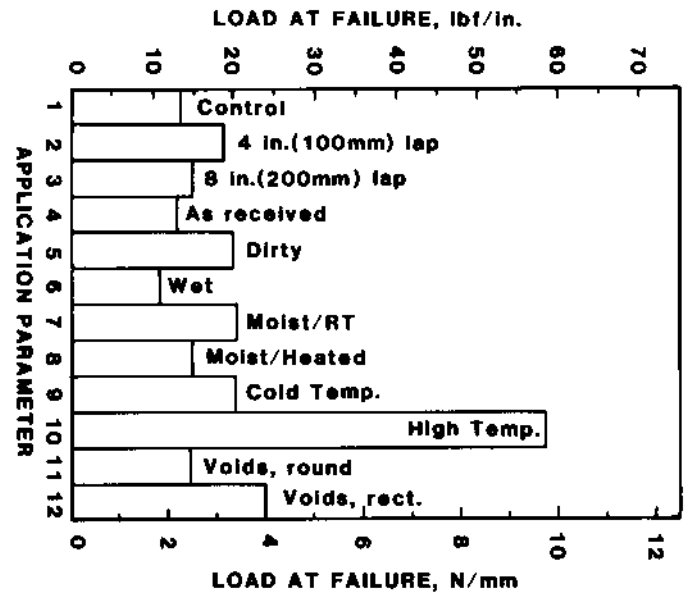 LOAD AT FAILURE, lbf/in.
0 10 20 30 40 50 60 70
1 Control
2 4 in.(100mm) lap
3 8 in.(200mm) lap
4 As received
5 Dirty
6 Wet
7 Moist/RT
8 Moist/Heated
9 Cold Temp.
10 High Temp.
11 Voids, round
12 Voids, rect.
APPLICATION PARAMETER
0 2 4 6 8 10 12
LOAD AT FAILURE, N/mm